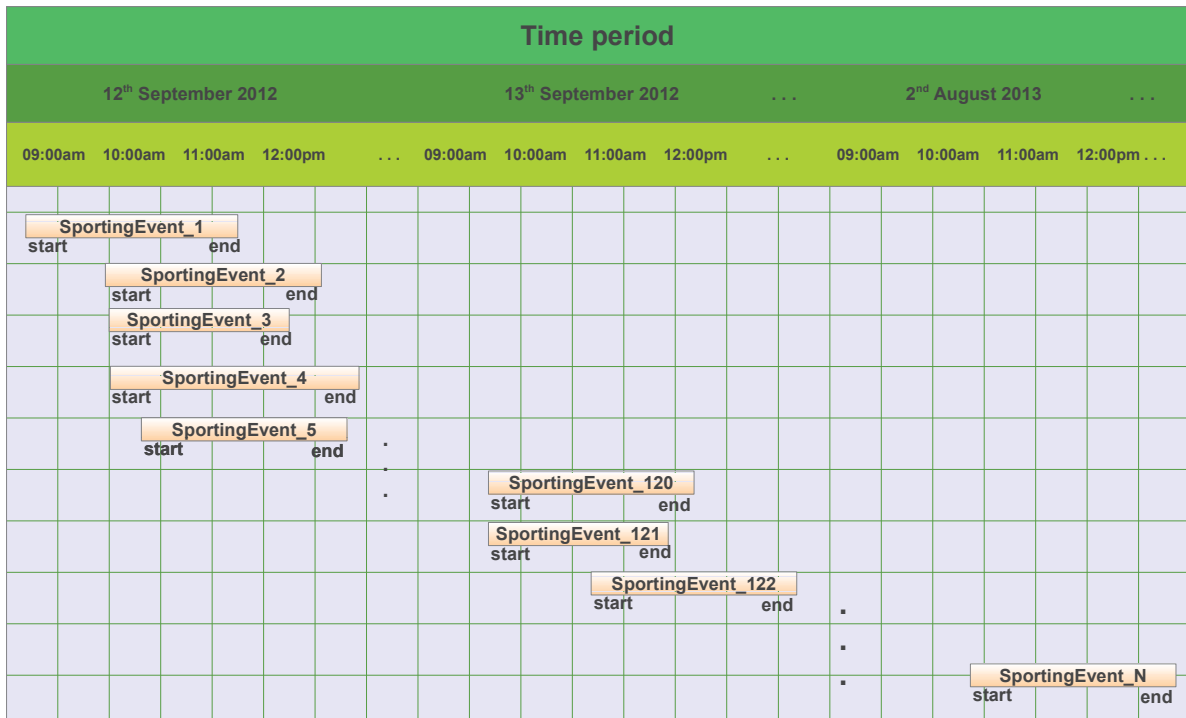 Time period
12th September 2012 13th September 2012 . . . 2nd August 2013 . . .
09:00am 10:00am 11:00am 12:00pm . . . 09:00am 10:00am 11:00am 12:00pm . . . 09:00am 10:00am 11:00am 12:00pm . . .
SportingEvent_1
start end
SportingEvent_2
start end
SportingEvent_3
start end
SportingEvent_4
start end
SportingEvent_5
start end
.
.
.
SportingEvent_120
start end
SportingEvent_121
start end
SportingEvent_122
start end
.
.
.
SportingEvent_N
start end